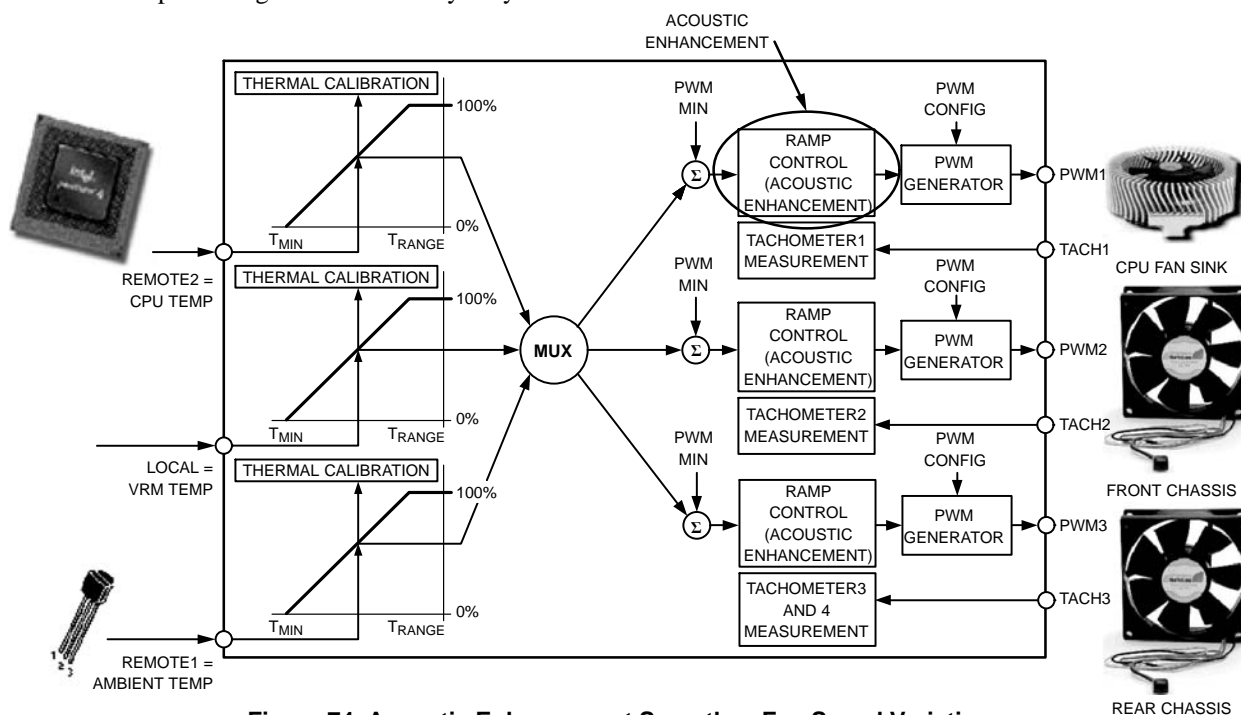 ACOUSTIC
ENHANCEMENT
THERMAL CALIBRATION
100%
0%
TMIN
TRANGE
REMOTE2 =
CPU TEMP
THERMAL CALIBRATION
100%
0%
TMIN
TRANGE
LOCAL =
VRM TEMP
THERMAL CALIBRATION
100%
0%
TMIN
TRANGE
REMOTE1 =
AMBIENT TEMP
1
2
3
intel
MUX
PWM
MIN
Σ
RAMP
CONTROL
(ACOUSTIC
ENHANCEMENT)
PWM
CONFIG
PWM
GENERATOR
PWM1
TACHOMETER1
MEASUREMENT
TACH1
CPU FAN SINK
PWM
MIN
Σ
RAMP
CONTROL
(ACOUSTIC
ENHANCEMENT)
PWM
CONFIG
PWM
GENERATOR
PWM2
TACHOMETER2
MEASUREMENT
TACH2
FRONT CHASSIS
PWM
MIN
Σ
RAMP
CONTROL
(ACOUSTIC
ENHANCEMENT)
PWM
CONFIG
PWM
GENERATOR
PWM3
TACHOMETER3
AND 4
MEASUREMENT
TACH3
REAR CHASSIS